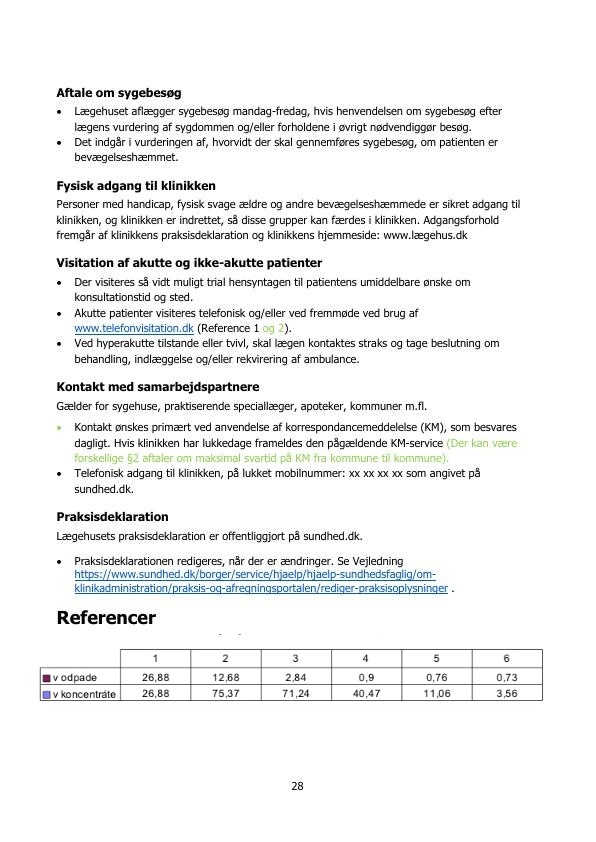 Aftale om sygebesøg
• Lægehuset aflægger sygebesøg mandag-fredag, hvis henvendelsen om sygebesøg efter
lægens vurdering af sygdommen og/eller forholdene i øvrigt nødvendiggør besøg.
• Det indgår i vurderingen af, hvorvidt der skal gennemføres sygebesøg, om patienten er
bevægelseshæmmet.
Fysisk adgang til klinikken
Personer med handicap, fysisk svage ældre og andre bevægelseshæmmede er sikret adgang til
klinikken, og klinikken er indrettet, så disse grupper kan færdes i klinikken. Adgangsforhold
fremgår af klinikkens praksisdeklaration og klinikkens hjemmeside: www.lægehus.dk
Visitation af akutte og ikke-akutte patienter
• Der visiteres så vidt muligt trial hensyntagen til patientens umiddelbare ønske om
konsultationstid og sted.
• Akutte patienter visiteres telefonisk og/eller ved fremmøde ved brug af
www.telefonvisitation.dk (Reference 1 og 2).
• Ved hyperakutte tilstande eller tvivl, skal lægen kontaktes straks og tage beslutning om
behandling, indlæggelse og/eller rekvirering af ambulance.
Kontakt med samarbejdspartnere
Gælder for sygehuse, praktiserende speciallæger, apoteker, kommuner m.fl.
• Kontakt ønskes primært ved anvendelse af korrespondancemeddelelse (KM), som besvares
dagligt. Hvis klinikken har lukkedage frameldes den pågældende KM-service (Der kan være
forskellige §2 aftaler om maksimal svartid på KM fra kommune til kommune).
• Telefonisk adgang til klinikken, på lukket mobilnummer: xx xx xx xx som angivet på
sundhed.dk.
Praksisdeklaration
Lægehusets praksisdeklaration er offentliggjort på sundhed.dk.
• Praksisdeklarationen redigeres, når der er ændringer. Se Vejledning
https://www.sundhed.dk/borger/service/hjaelp/hjaelp-sundhedsfaglig/om-
klinikadministration/praksis-og-afregningsportalen/rediger-praksisoplysninger .
Referencer
1 2 3 4 5 6
v odpade 26,88 12,68 2,84 0,9 0,76 0,73
v koncentráte 26,88 75,37 71,24 40,47 11,06 3,56
28